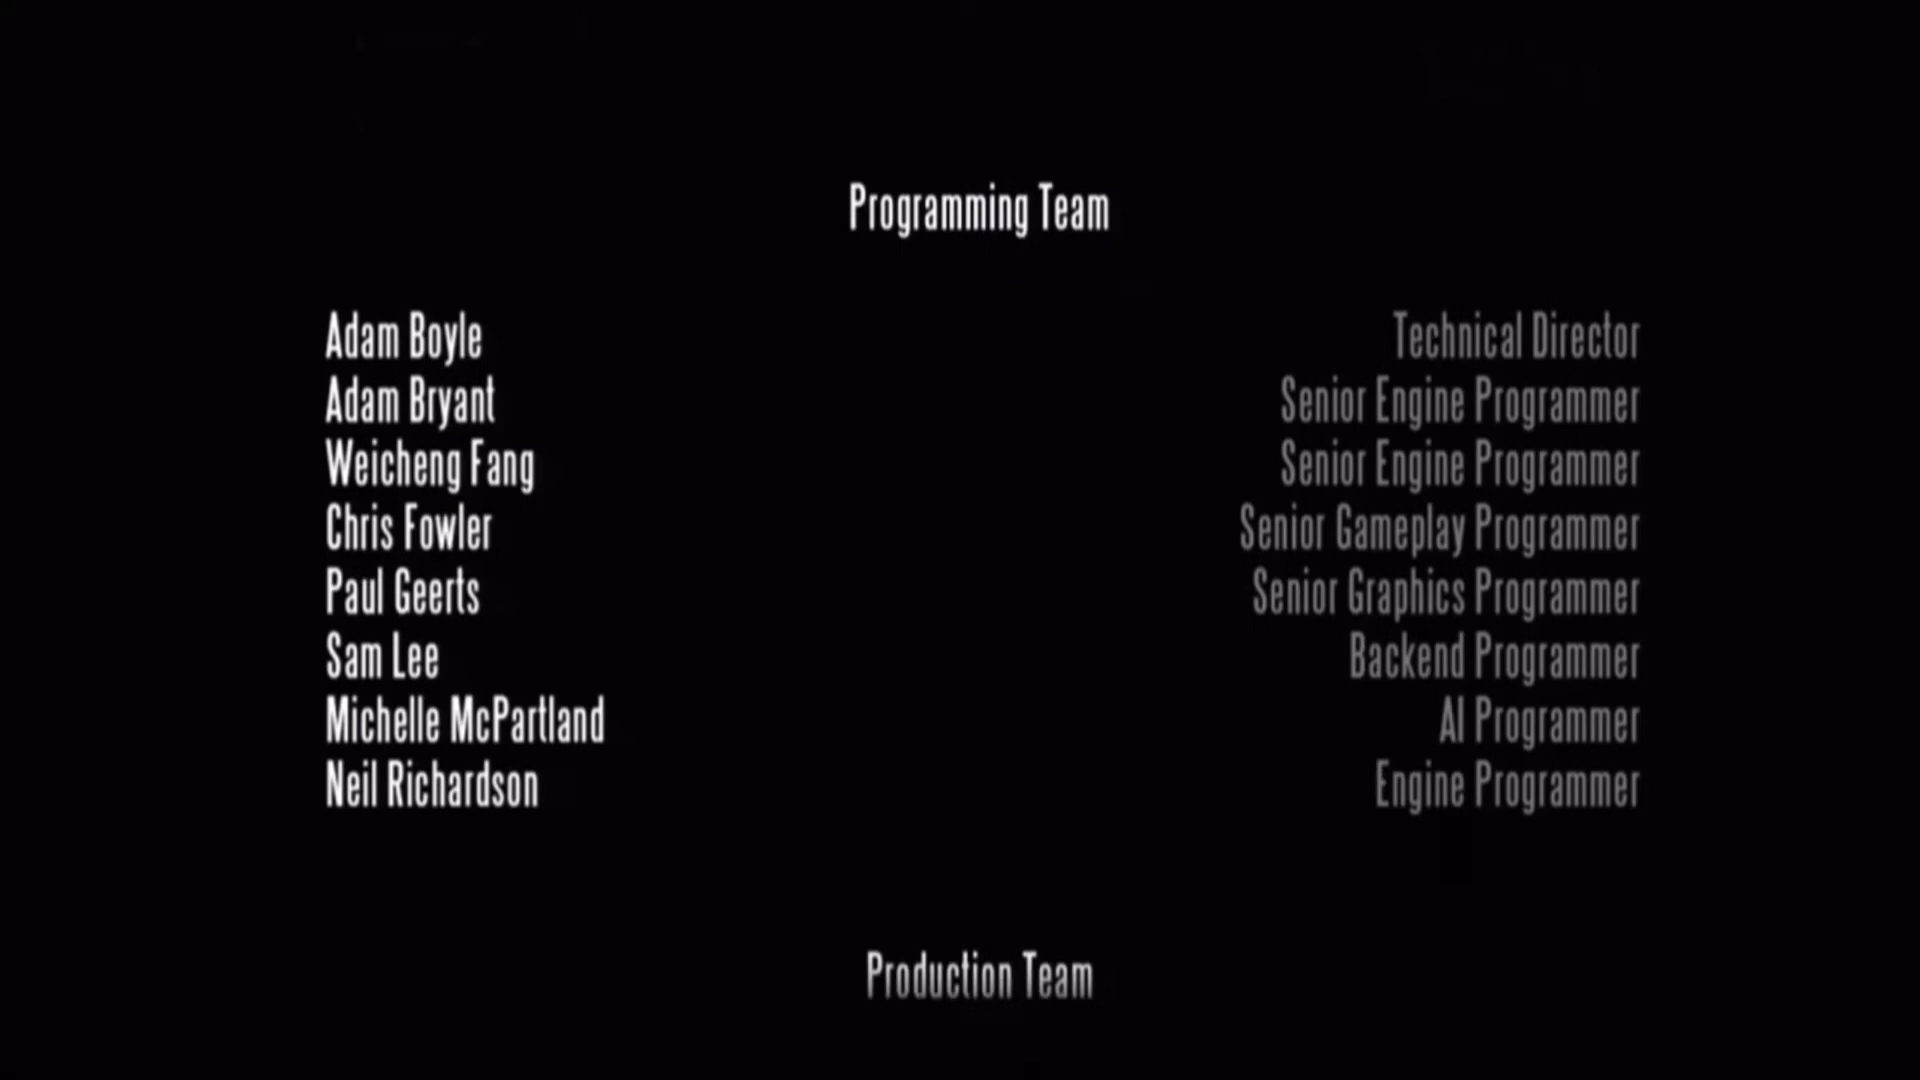 Programming Team
Adam Boyle Technical Director
Adam Bryant Senior Engine Programmer
Weicheng Fang Senior Engine Programmer
Chris Fowler Senior Gameplay Programmer
Paul Geerts Senior Graphics Programmer
Sam Lee Backend Programmer
Michelle McPartland AI Programmer
Neil Richardson Engine Programmer
Production Team